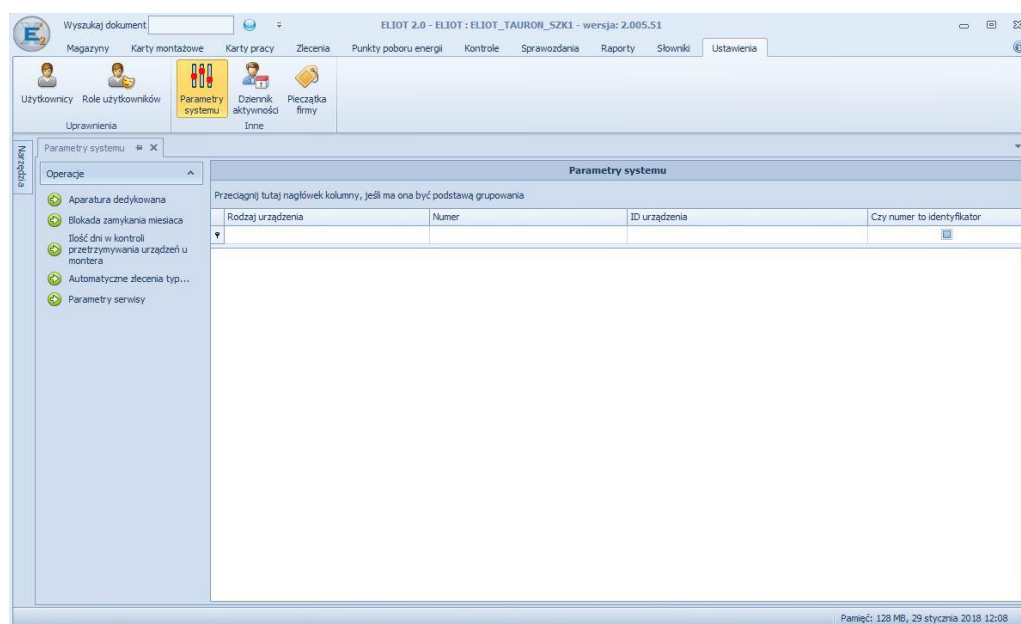 Wyszukaj dokument
ELIOT 2.0 - ELIOT : ELIOT_TAURON_SZK1 - wersja: 2.005.51
E2
Magazyny Karty montażowe Karty pracy Zlecenia Punkty poboru energii Kontrole Sprawozdania Raporty Słowniki Ustawienia
Użytkownicy
Role użytkowników
Parametry
systemu
Dziennik
aktywności
Pieczątka
firmy
Uprawnienia
Inne
Narzędzia
Parametry systemu
Operacje
Aparatura dedykowana
Blokada zamykania miesiaca
Ilość dni w kontroli
przetrzymywania urządzeń u
montera
Automatyczne zlecenia typ...
Parametry serwisy
Parametry systemu
Przeciągnij tutaj nagłówek kolumny, jeśli ma ona być podstawą grupowania
Rodzaj urządzenia Numer ID urządzenia Czy numer to identyfikator
Pamięć: 128 MB, 29 stycznia 2018 12:08